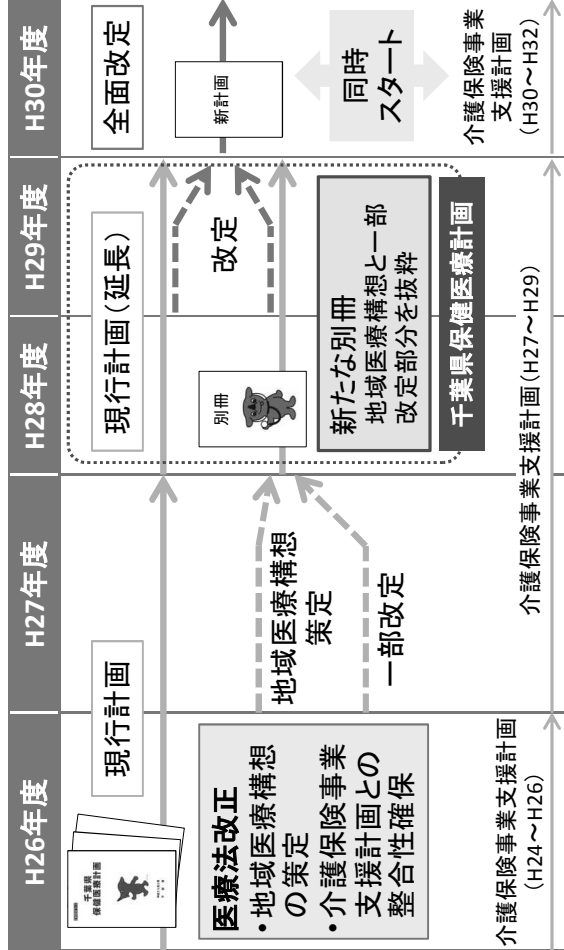 H26年度
H27年度
H28年度
H29年度
H30年度
千葉県
保健医療計画
現行計画
現行計画（延長）
全面改定
医療法改正
・地域医療構想
の策定
・介護保険事業
支援計画との
整合性確保
地域医療構想
策定
一部改定
別冊
改定
新計画
新たな別冊
地域医療構想と一部
改定部分を抜粋
千葉県保健医療計画
同時
スタート
介護保険事業支援計画
（H24～H26）
介護保険事業支援計画（H27～H29）
介護保険事業
支援計画
（H30～H32）